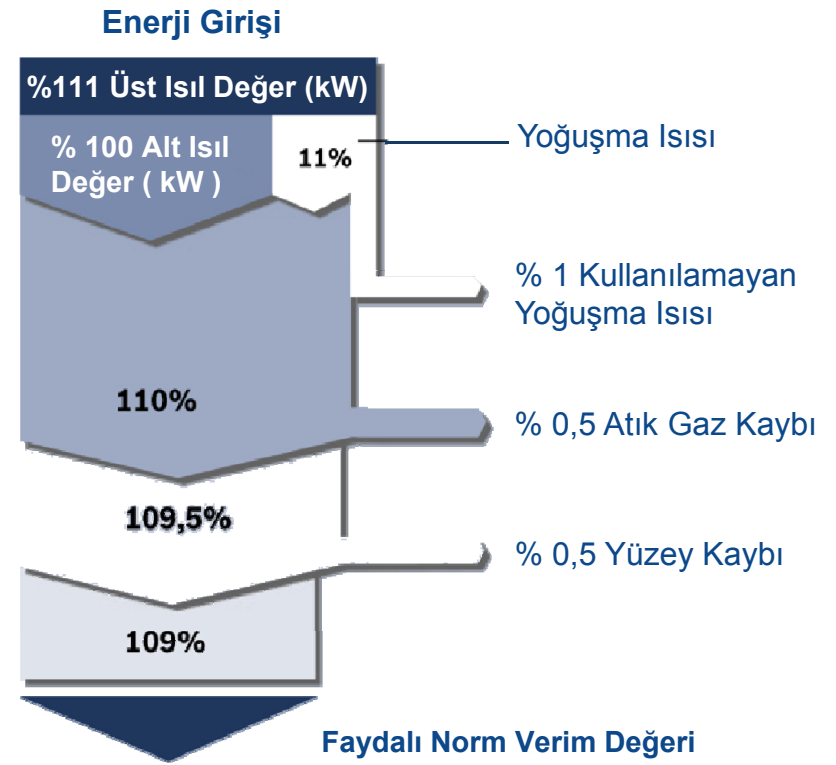 Enerji Girişi
%111 Üst Isıl Değer (kW)
% 100 Alt Isıl
Değer ( kW )
11%
Yoğuşma Isısı
% 1 Kullanılamayan
Yoğuşma Isısı
110%
% 0,5 Atık Gaz Kaybı
109,5%
% 0,5 Yüzey Kaybı
109%
Faydalı Norm Verim Değeri